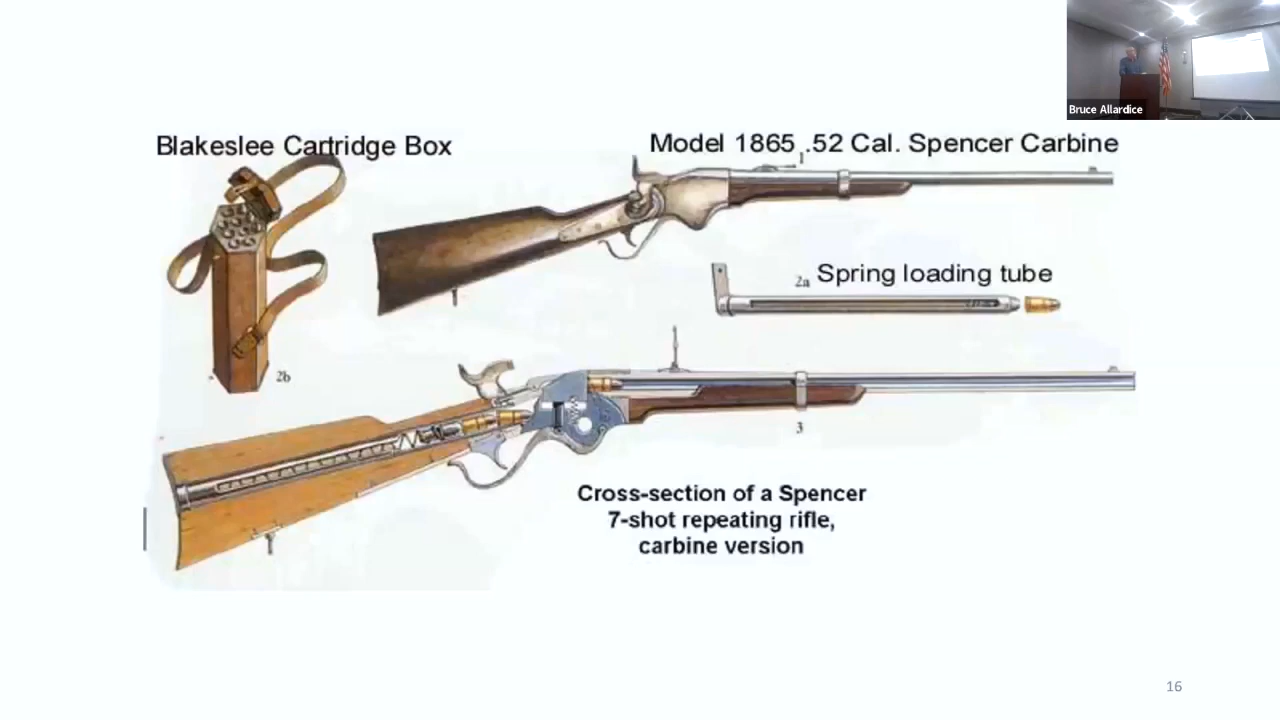 Bruce Allardice
Blakeslee Cartridge Box
Model 1865 .52 Cal. Spencer Carbine
1
2a Spring loading tube
2b
3
Cross-section of a Spencer
7-shot repeating rifle,
carbine version
16